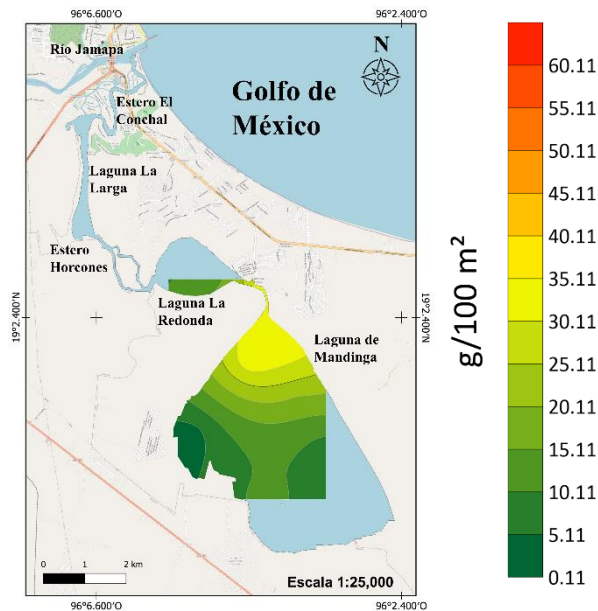 96°6.600'O
96°2.400'O
Río Jamapa
N
Estero El
Conchal
Golfo de
México
Laguna La
Larga
Estero
Horcones
Laguna La
Redonda
Laguna de
Mandinga
19°2.400'N
19°2.400'N
0 1 2 km
Escala 1:25,000
96°6.600'O
96°2.400'O
g/100 m²
60.11
55.11
50.11
45.11
40.11
35.11
30.11
25.11
20.11
15.11
10.11
5.11
0.11